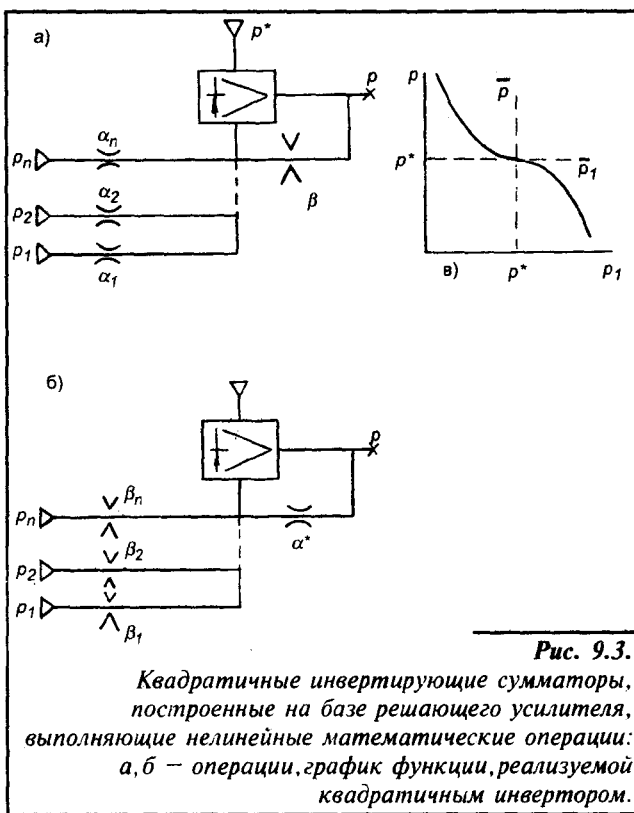 а)
p*
p
αn
pn
α2
β
p2
p1
α1
p
p̄
p*
p̄1
в)
p*
p1
б)
p
βn
pn
α*
β2
p2
p1
β1
Рис. 9.3.
Квадратичные инвертирующие сумматоры,
построенные на базе решающего усилителя,
выполняющие нелинейные математические операции:
а,б – операции,график функции,реализуемой
квадратичным инвертором.